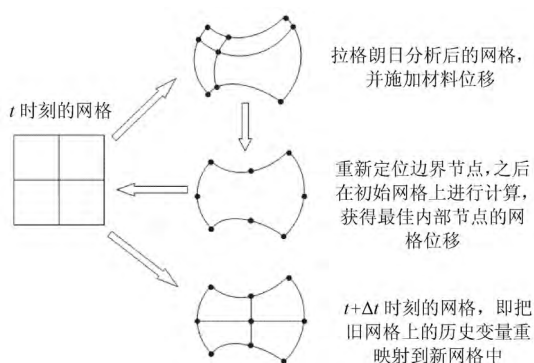 拉格朗日分析后的网格,
并施加材料位移
t 时刻的网格
重新定位边界节点,之后
在初始网格上进行计算,
获得最佳内部节点的网
格位移
t+Δt 时刻的网格，即把
旧网格上的历史变量重
映射到新网格中